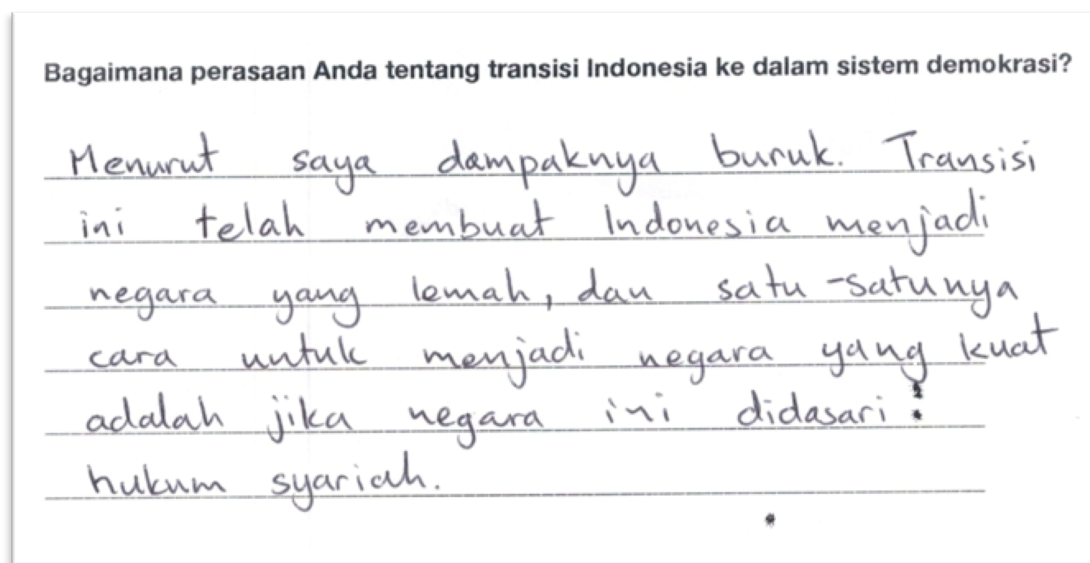 Bagaimana perasaan Anda tentang transisi Indonesia ke dalam sistem demokrasi?
Menurut saya dampaknya buruk. Transisi
ini telah membuat Indonesia menjadi
negara yang lemah, dan satu-satunya
cara untuk menjadi negara yang kuat
adalah jika negara ini didasari
hukum syariah.